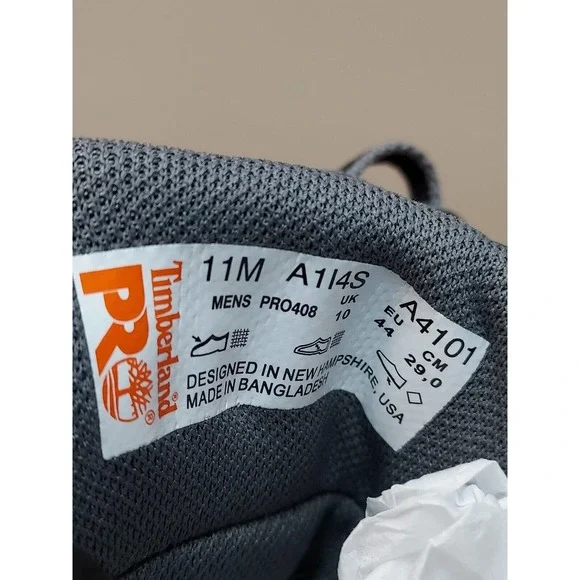 Timberland®
PRO®
11M A1I4S A4101
MENS PRO408 UK EU CM
10 44 29,0
DESIGNED IN NEW HAMPSHIRE, USA
MADE IN BANGLADESH